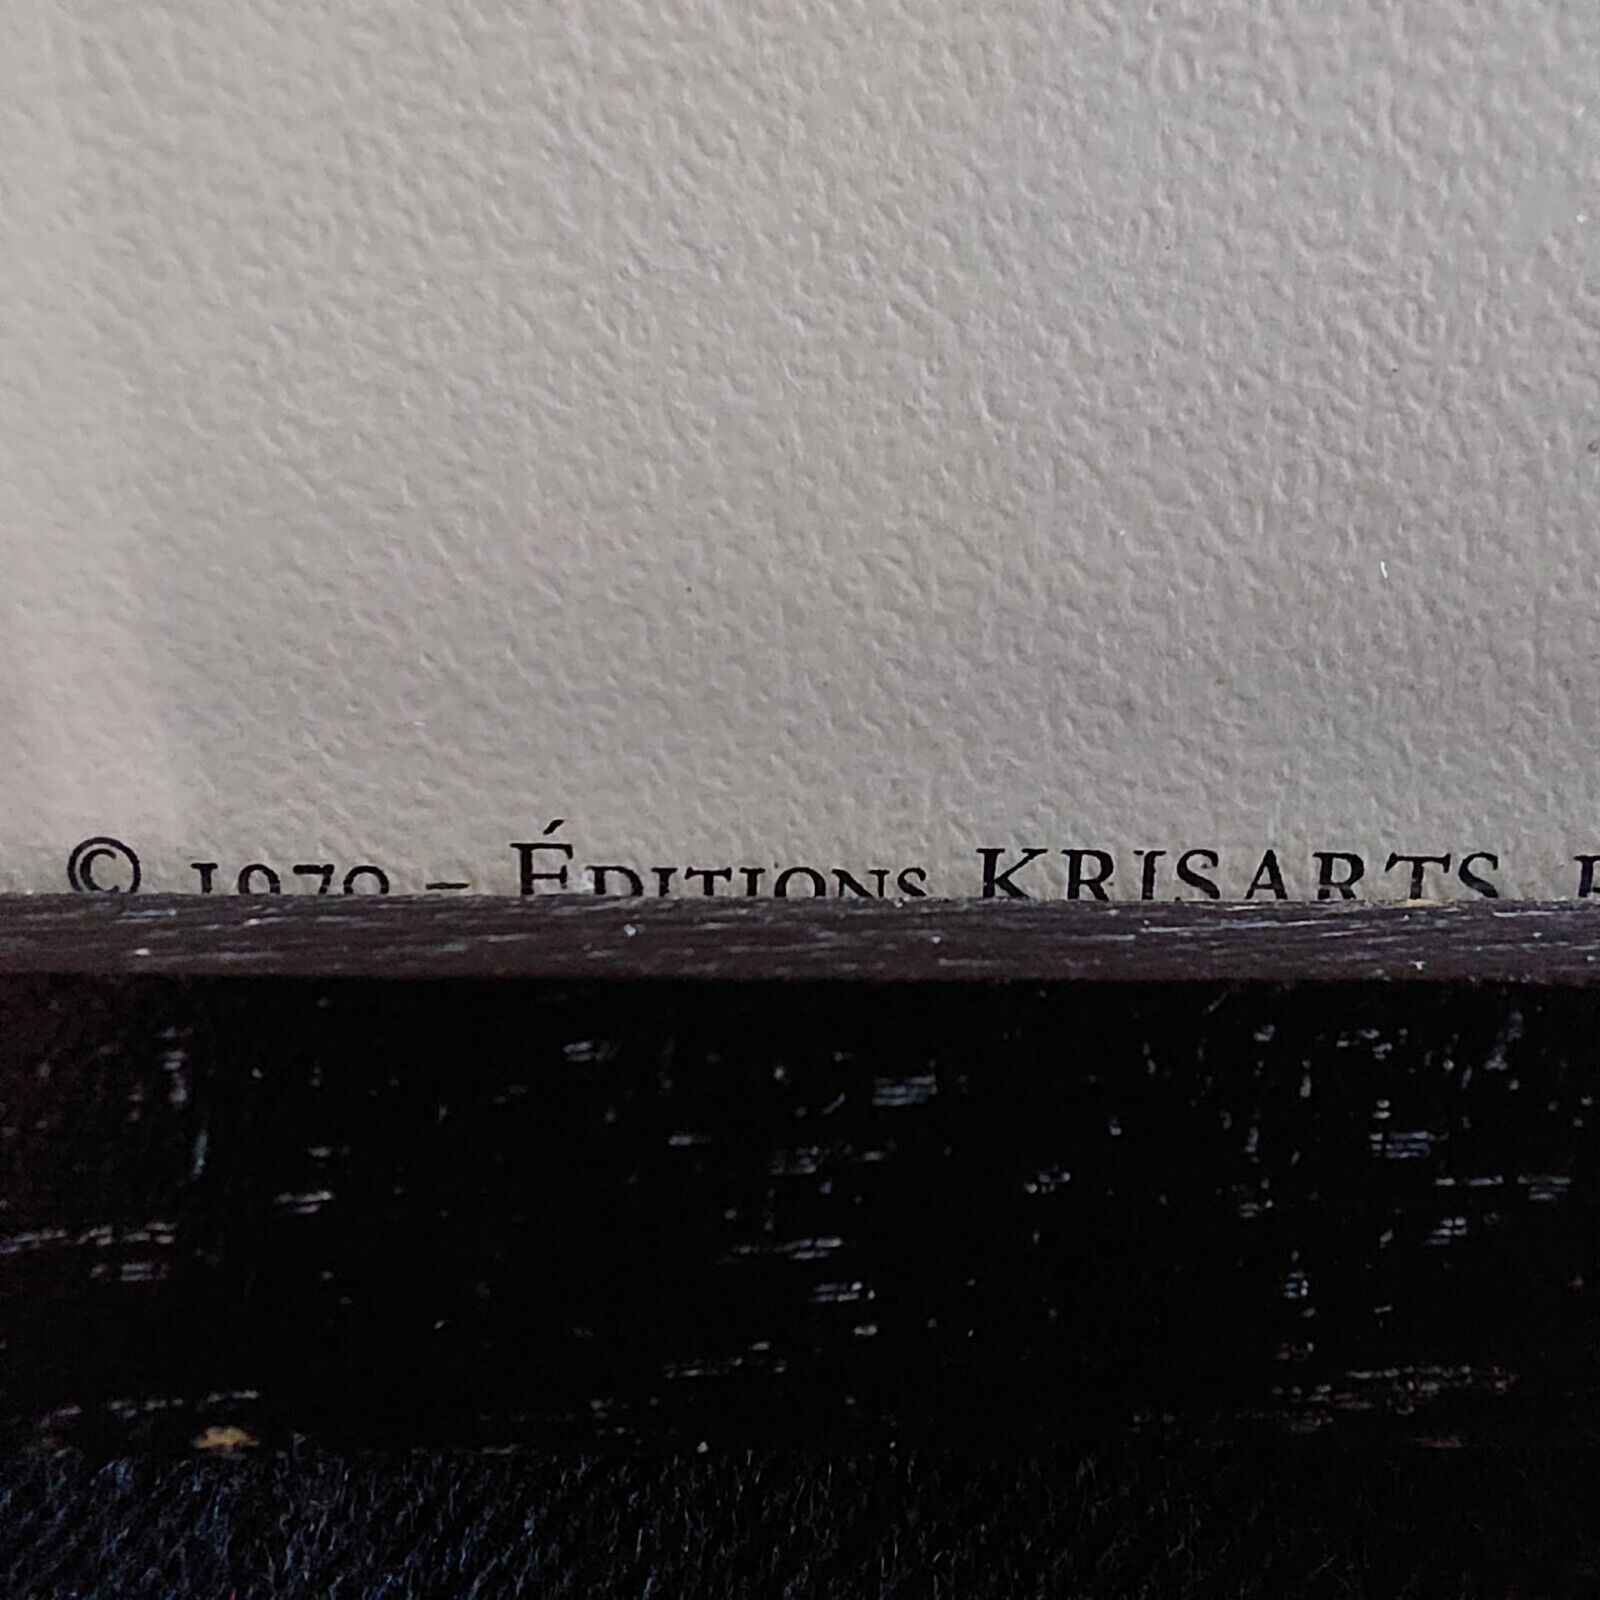 © 1970 - ÉDITIONS KRISARTS